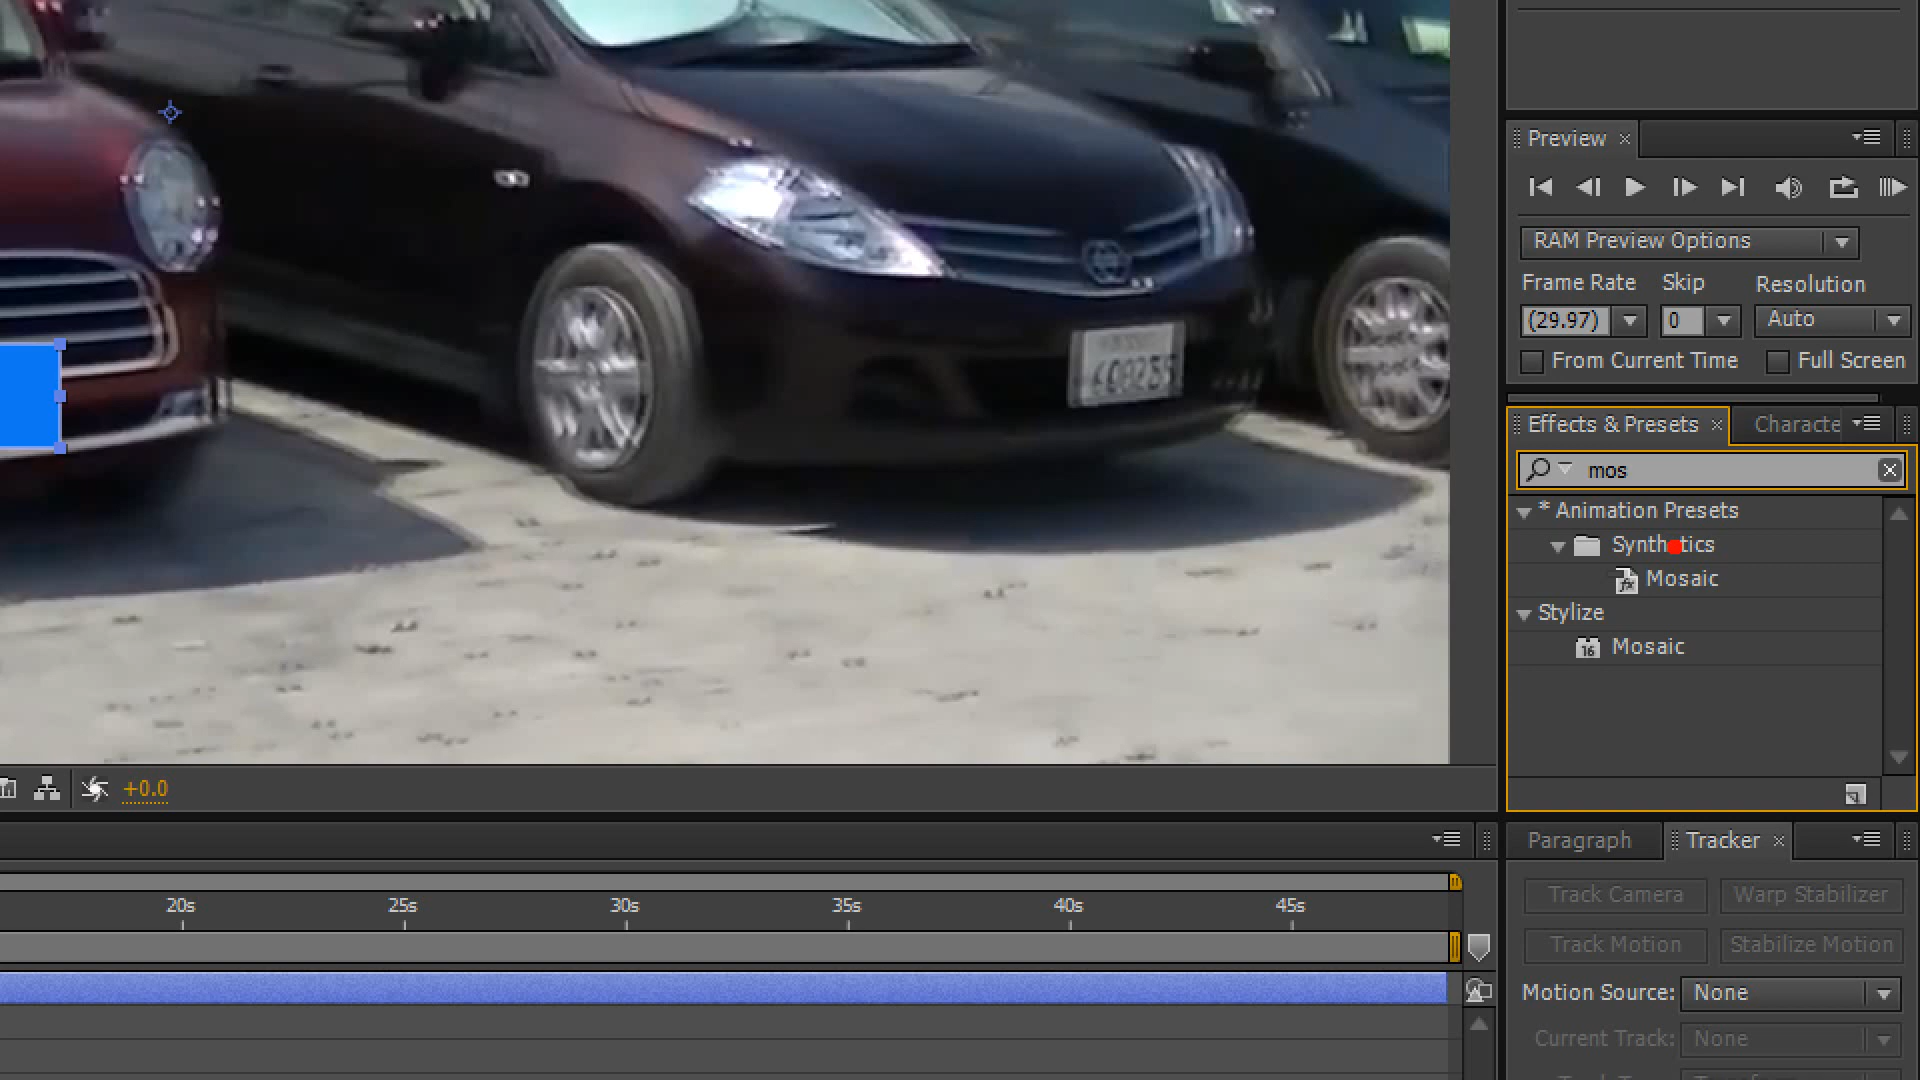 Preview
RAM Preview Options
Frame Rate Skip Resolution
(29.97) 0 Auto
From Current Time Full Screen
Effects & Presets Characte
mos
* Animation Presets
Synthetics
Mosaic
Stylize
16 Mosaic
+0.0
Paragraph Tracker
20s 25s 30s 35s 40s 45s
Track Camera Warp Stabilizer
Track Motion Stabilize Motion
Motion Source: None
Current Track: None